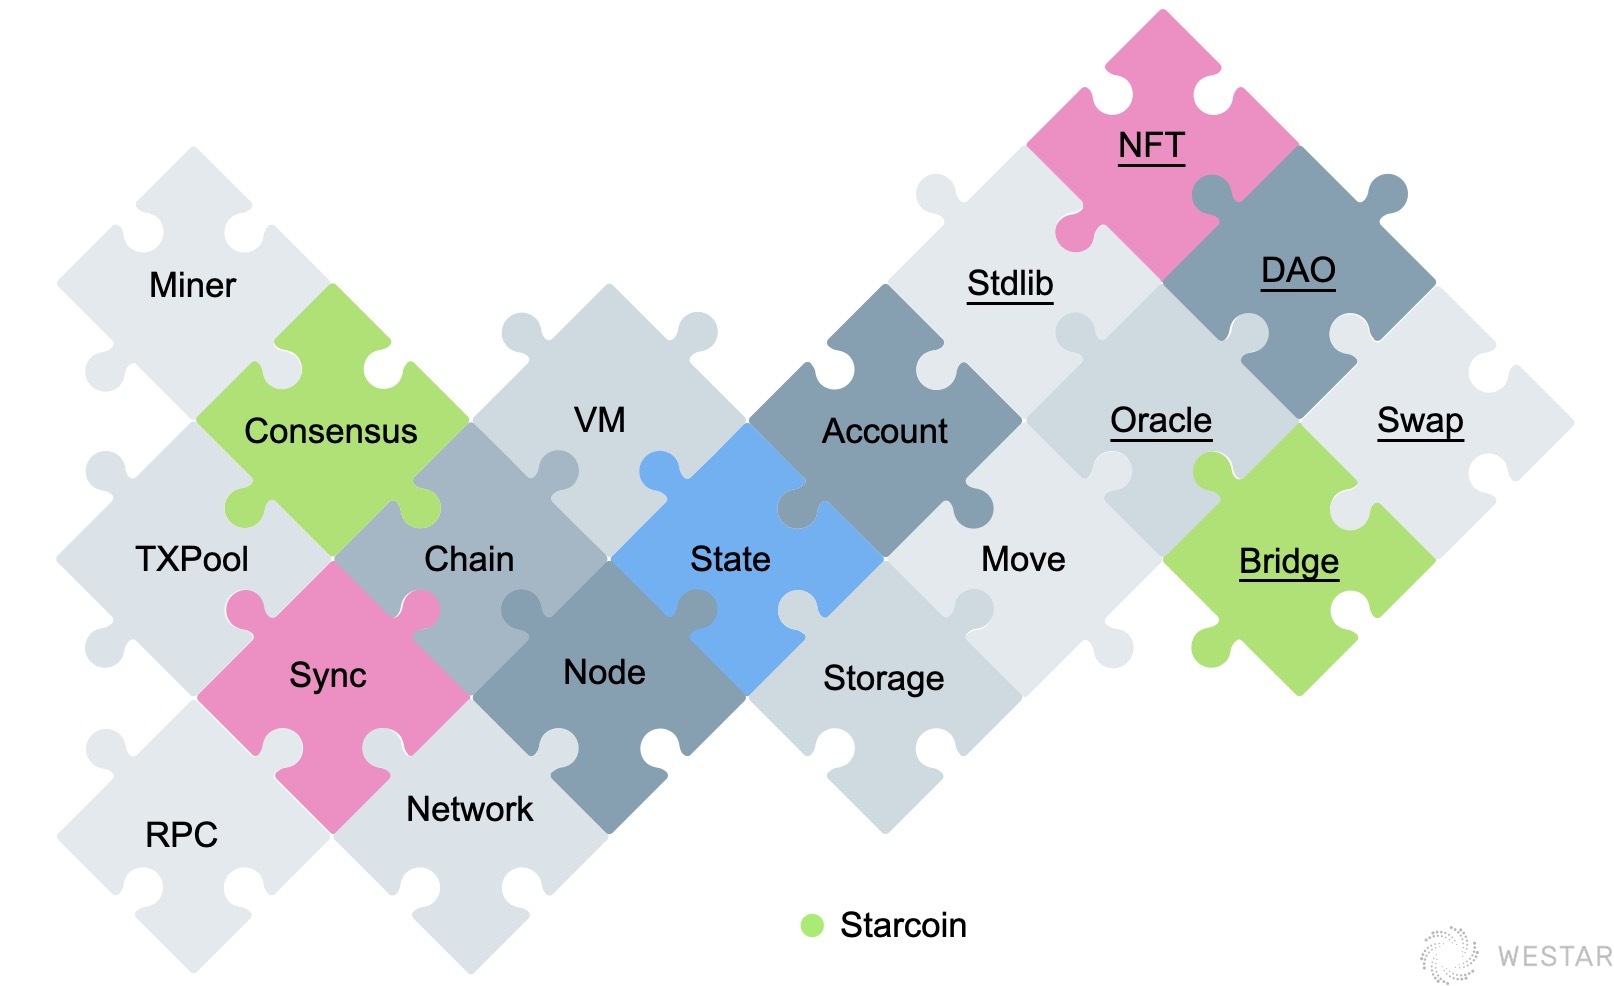 NFT
Stdlib
DAO
Miner
Consensus
VM
Account
Oracle
Swap
TXPool
Chain
State
Move
Bridge
Sync
Node
Storage
RPC
Network
Starcoin
WESTAR